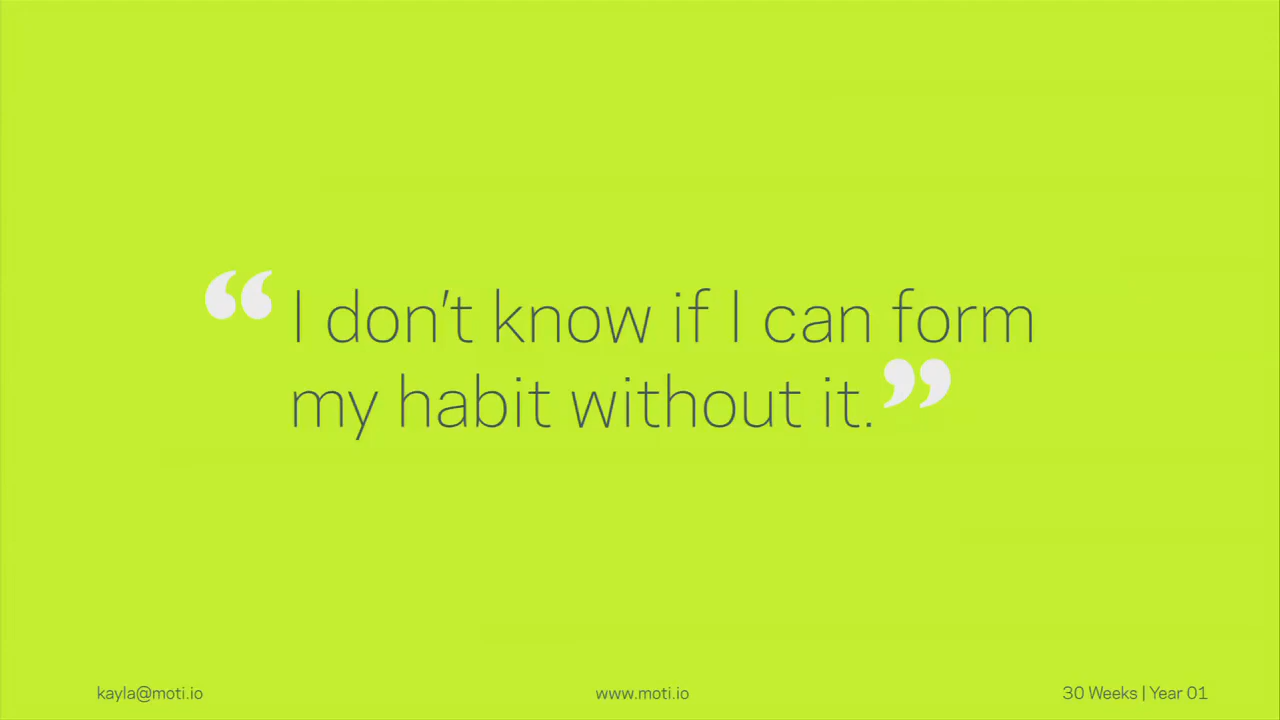 “I don't know if I can form
my habit without it.”
kayla@moti.io
www.moti.io
30 Weeks | Year 01